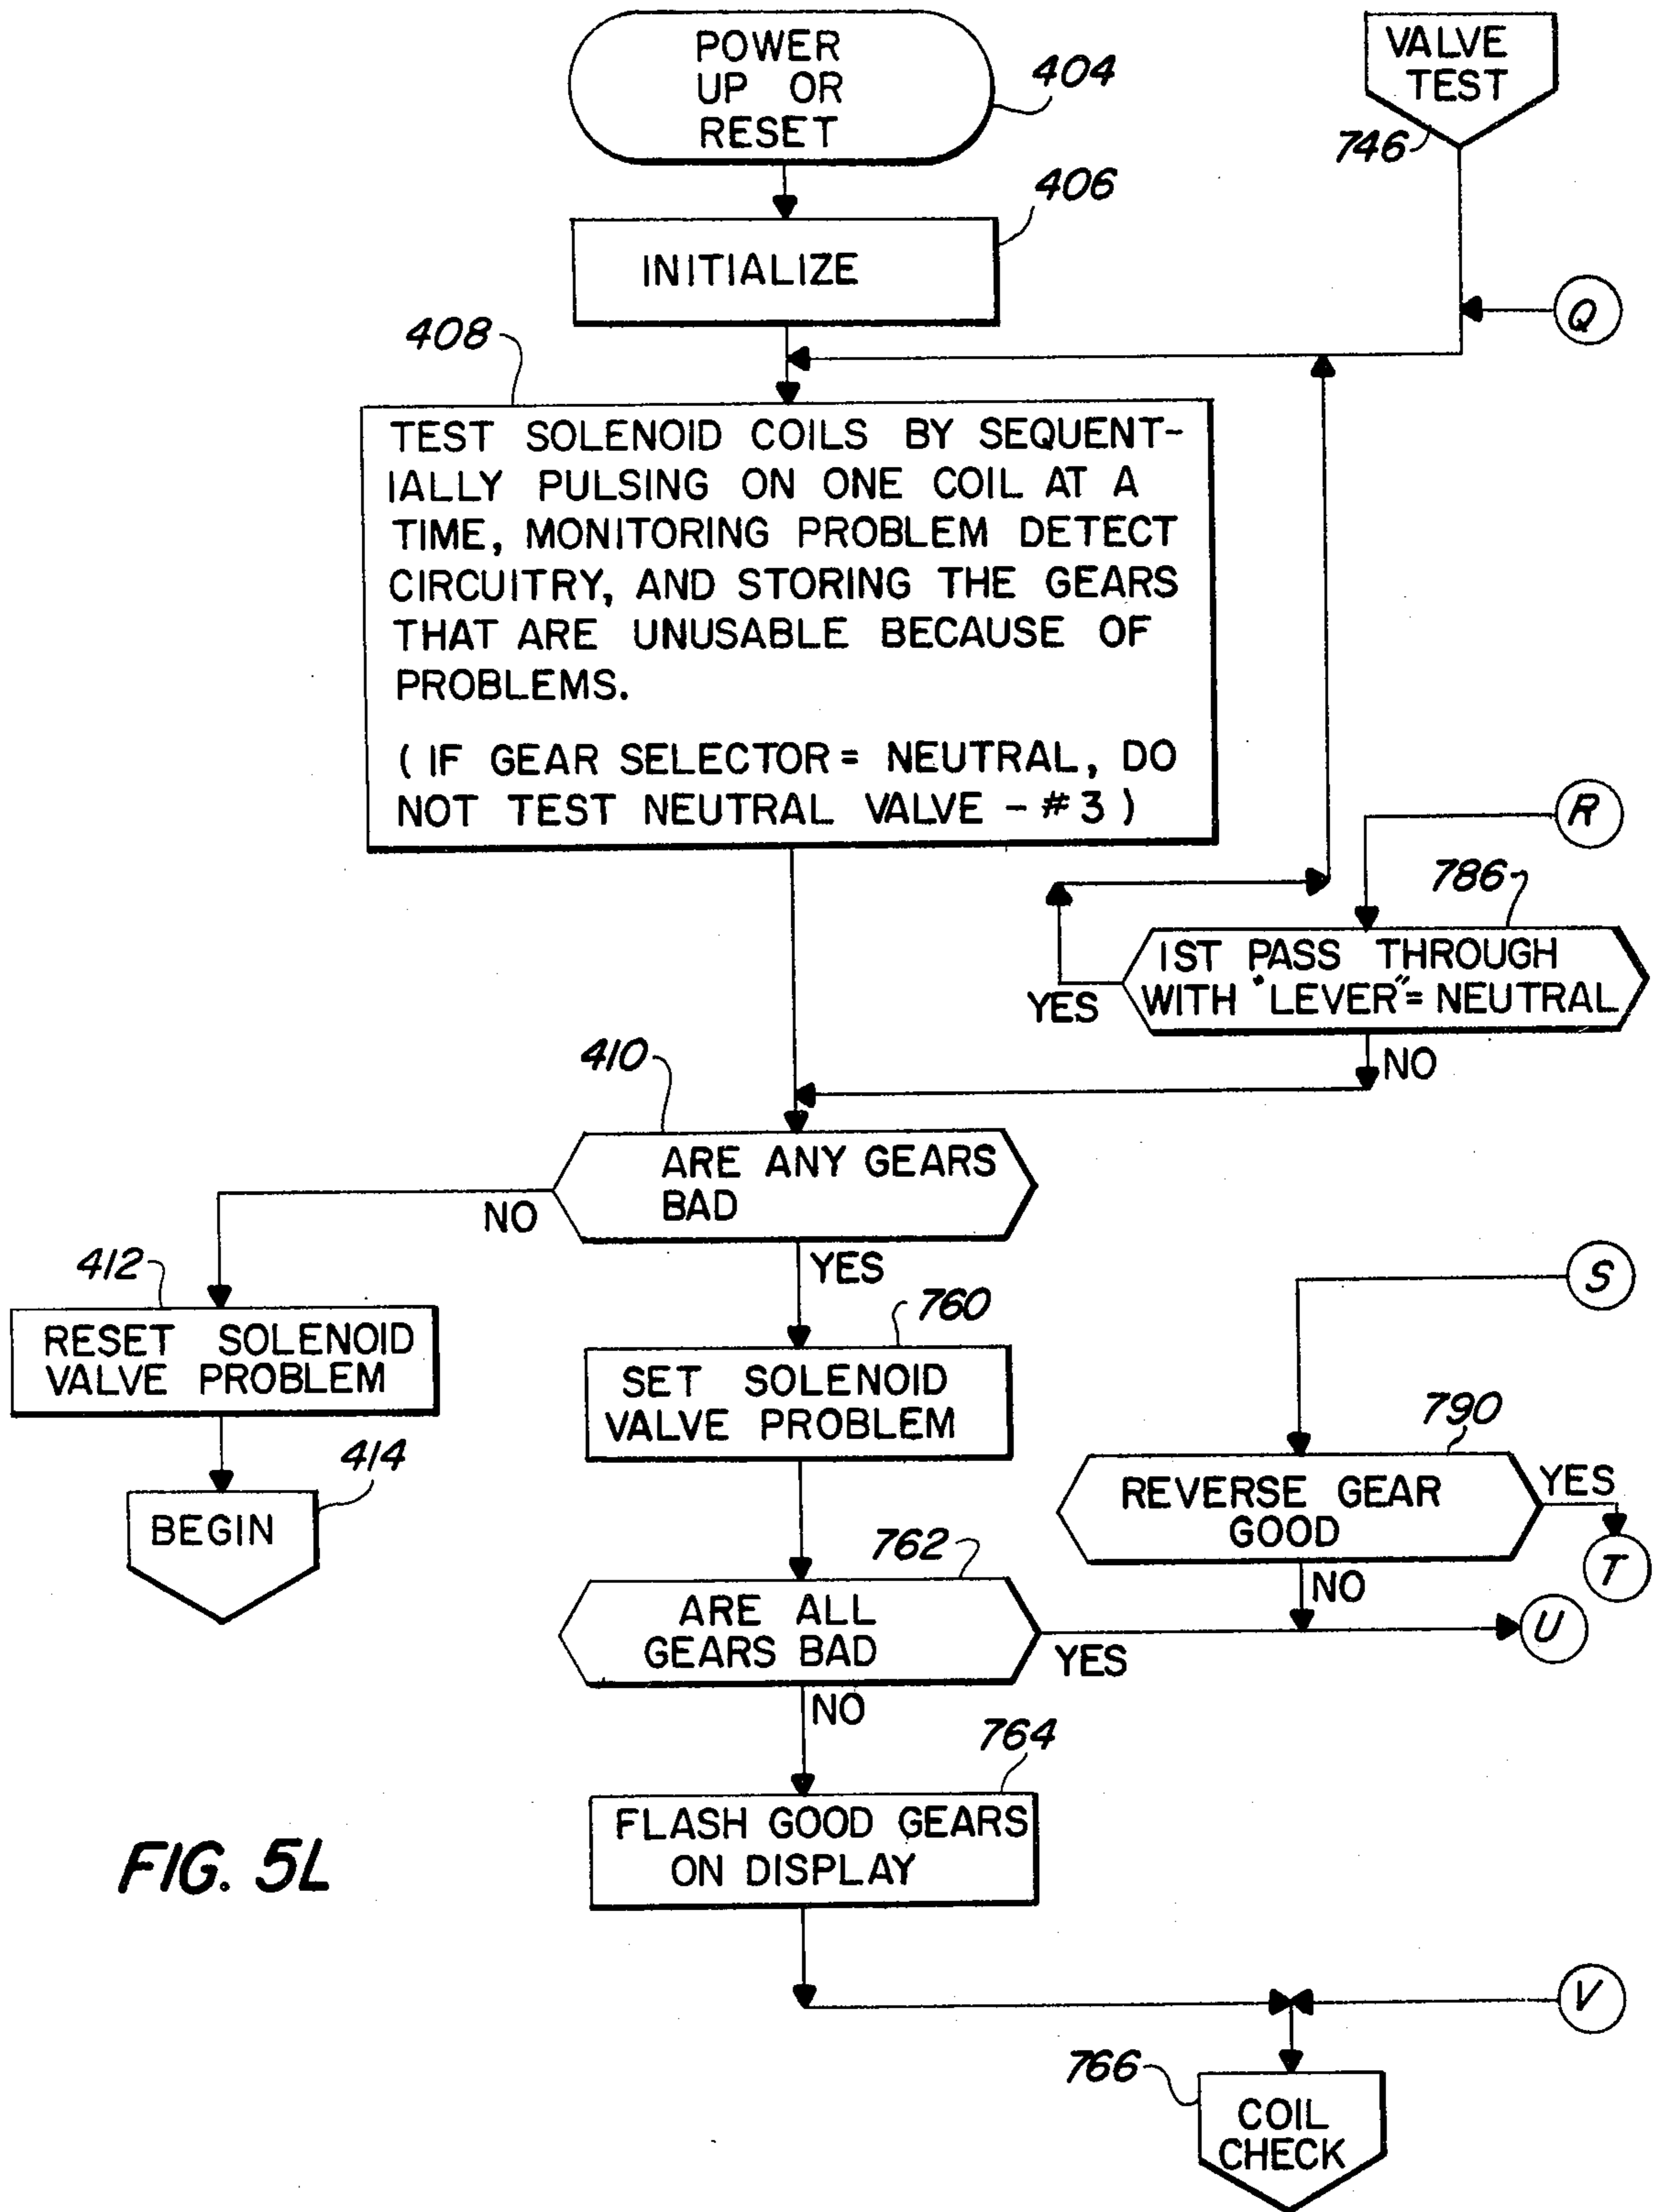 POWER
UP OR
RESET
404
VALVE
TEST
746
406
INITIALIZE
Q
408
TEST SOLENOID COILS BY SEQUENT-
IALLY PULSING ON ONE COIL AT A
TIME, MONITORING PROBLEM DETECT
CIRCUITRY, AND STORING THE GEARS
THAT ARE UNUSABLE BECAUSE OF
PROBLEMS.
( IF GEAR SELECTOR = NEUTRAL, DO
NOT TEST NEUTRAL VALVE - #3 )
R
786
1ST PASS THROUGH
WITH "LEVER"= NEUTRAL
YES
NO
410
ARE ANY GEARS
BAD
NO
YES
412
RESET SOLENOID
VALVE PROBLEM
414
BEGIN
760
SET SOLENOID
VALVE PROBLEM
S
790
REVERSE GEAR
GOOD
YES
T
NO
U
762
ARE ALL
GEARS BAD
YES
NO
764
FLASH GOOD GEARS
ON DISPLAY
FIG. 5L
V
766
COIL
CHECK